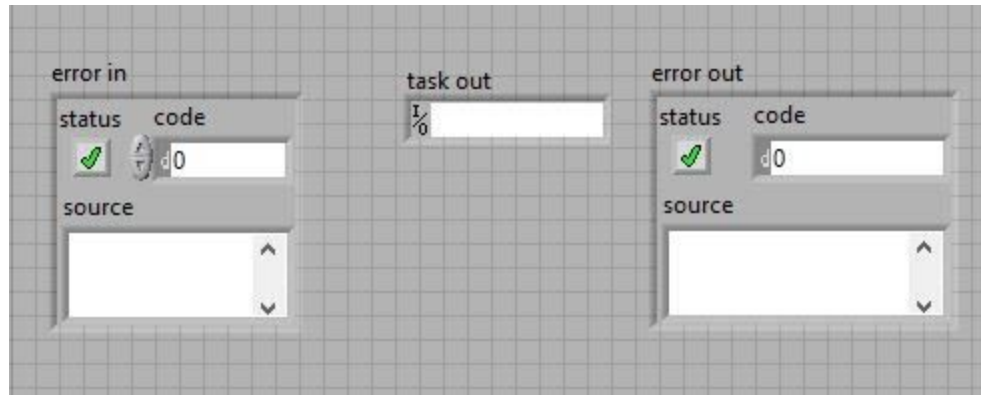 error in
status code
d 0
source
task out
I/O
error out
status code
d 0
source